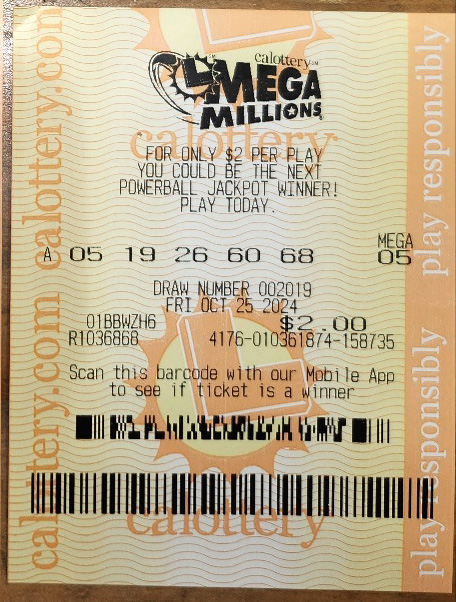 calottery
MEGA
MILLIONS
calottery
FOR ONLY $2 PER PLAY
YOU COULD BE THE NEXT
POWERBALL JACKPOT WINNER!
PLAY TODAY.
MEGA
A 05 19 26 60 68 05
DRAW NUMBER 002019
FRI OCT 25 2024
01BBWZH6 $2.00
R1036868 4176-010361874-158735
Scan this barcode with our Mobile App
to see if ticket is a winner
calottery
calottery.com calottery.com
play responsibly play responsibly